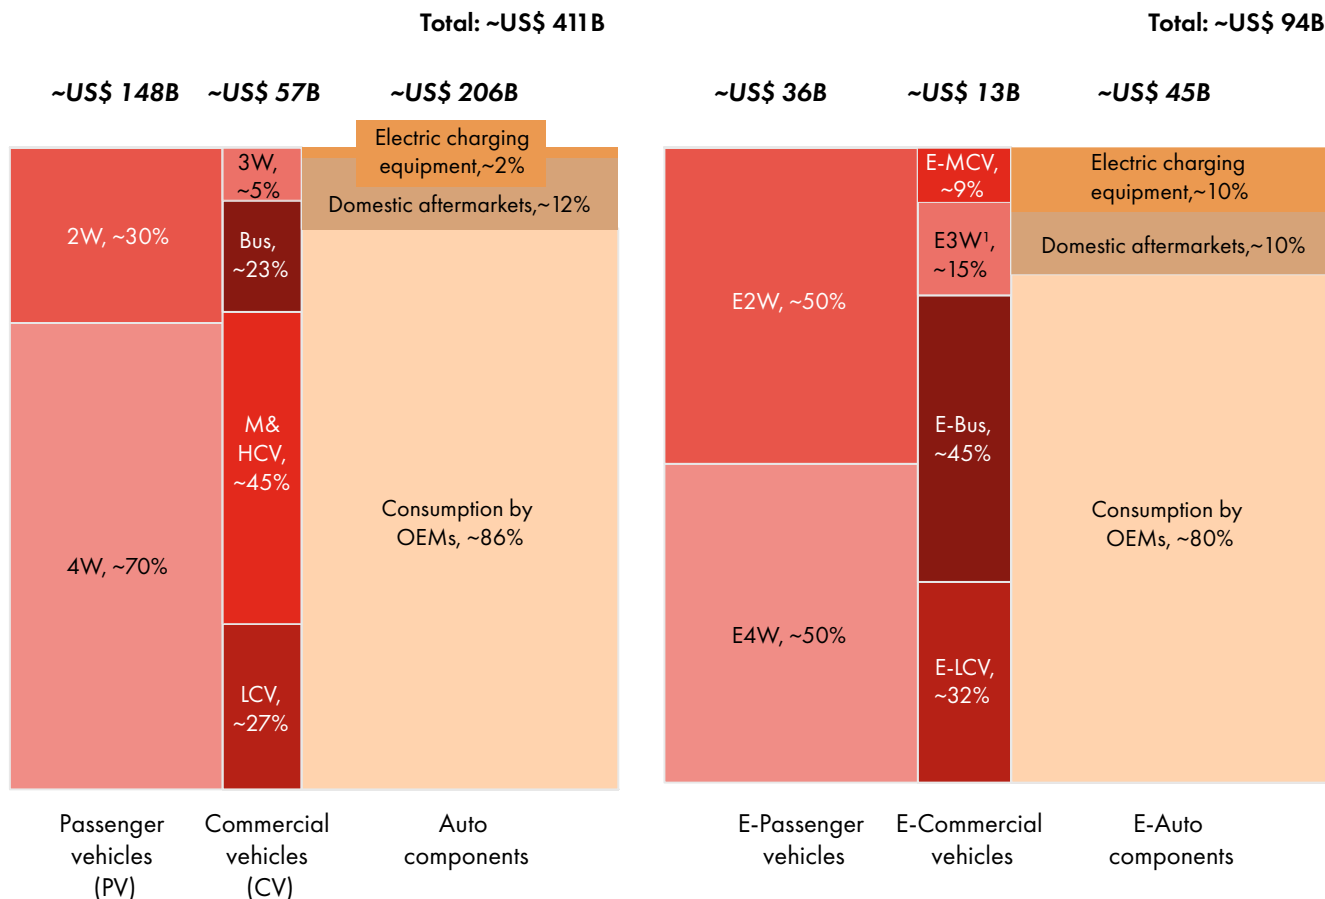 Total: ~US$ 411B
~US$ 148B
~US$ 57B
~US$ 206B
2W, ~30%
4W, ~70%
3W,
~5%
Bus,
~23%
M&
HCV,
~45%
LCV,
~27%
Electric charging
equipment,~2%
Domestic aftermarkets,~12%
Consumption by
OEMs, ~86%
Passenger
vehicles
(PV)
Commercial
vehicles
(CV)
Auto
components
Total: ~US$ 94B
~US$ 36B
~US$ 13B
~US$ 45B
E2W, ~50%
E4W, ~50%
E-MCV,
~9%
E3W¹,
~15%
E-Bus,
~45%
E-LCV,
~32%
Electric charging
equipment,~10%
Domestic aftermarkets,~10%
Consumption by
OEMs, ~80%
E-Passenger
vehicles
E-Commercial
vehicles
E-Auto
components